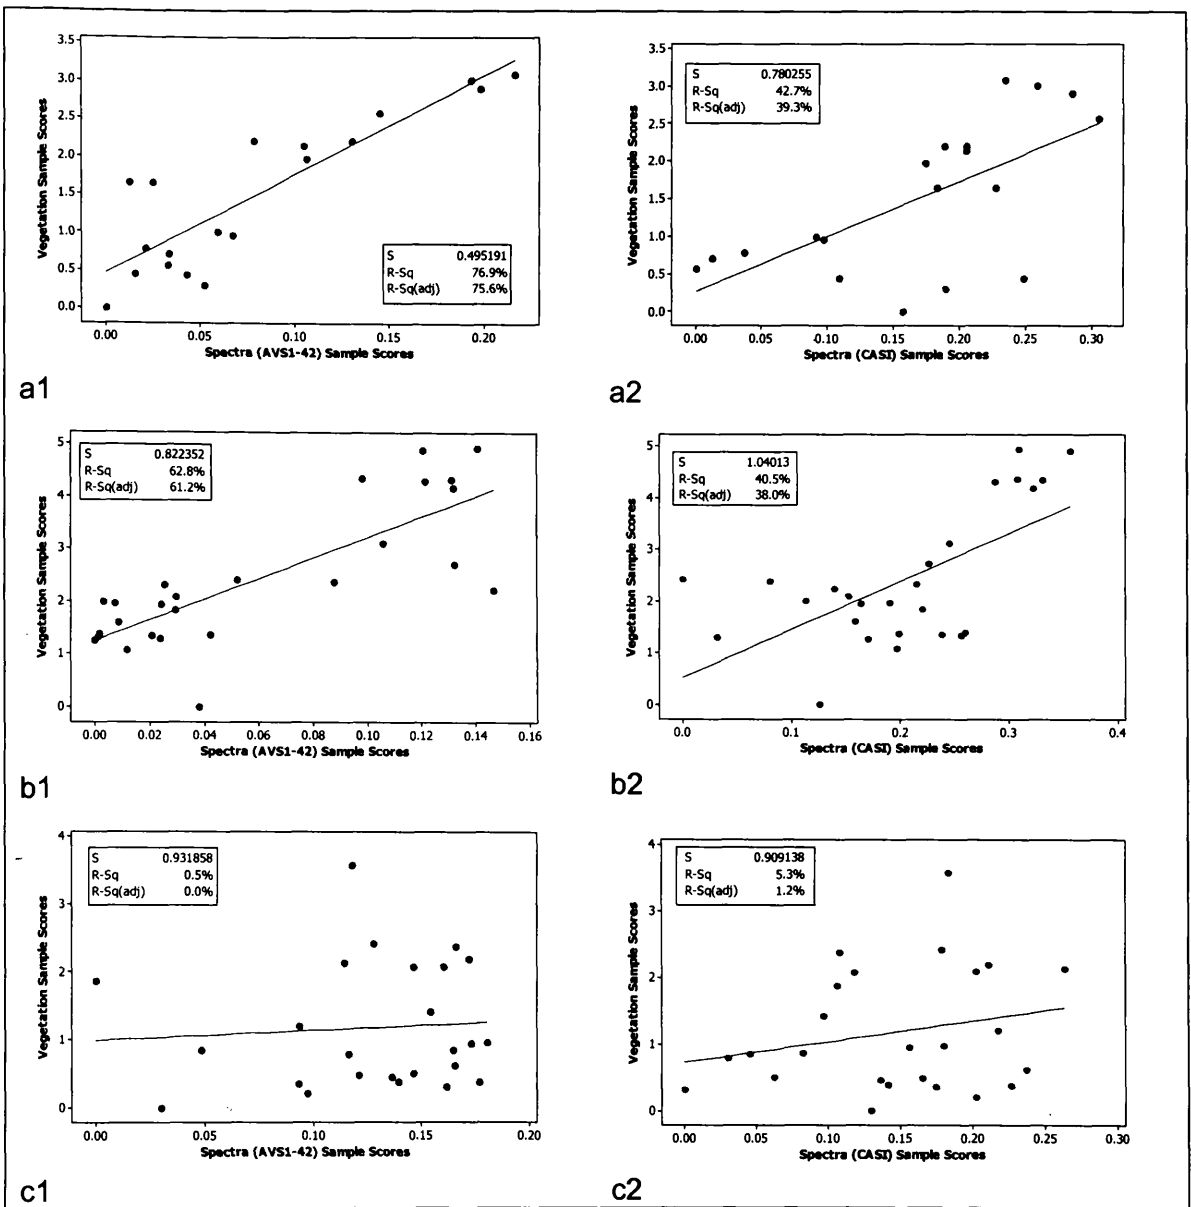 3.5
3.0
2.5
2.0
1.5
1.0
0.5
0.0
Vegetation Sample Scores
S 0.495191
R-Sq 76.9%
R-Sq(adj) 75.6%
0.00 0.05 0.10 0.15 0.20
Spectra (AVS1-42) Sample Scores
a1
3.5
3.0
2.5
2.0
1.5
1.0
0.5
0.0
Vegetation Sample Scores
S 0.780255
R-Sq 42.7%
R-Sq(adj) 39.3%
0.00 0.05 0.10 0.15 0.20 0.25 0.30
Spectra (CASI) Sample Scores
a2
5
4
3
2
1
0
Vegetation Sample Scores
S 0.822352
R-Sq 62.8%
R-Sq(adj) 61.2%
0.00 0.02 0.04 0.06 0.08 0.10 0.12 0.14 0.16
Spectra (AVS1-42) Sample Scores
b1
5
4
3
2
1
0
Vegetation Sample Scores
S 1.04013
R-Sq 40.5%
R-Sq(adj) 38.0%
0.0 0.1 0.2 0.3 0.4
Spectra (CASI) Sample Scores
b2
4
3
2
1
0
Vegetation Sample Scores
S 0.931858
R-Sq 0.5%
R-Sq(adj) 0.0%
0.00 0.05 0.10 0.15 0.20
Spectra (AVS1-42) Sample Scores
c1
4
3
2
1
0
Vegetation Sample Scores
S 0.909138
R-Sq 5.3%
R-Sq(adj) 1.2%
0.00 0.05 0.10 0.15 0.20 0.25 0.30
Spectra (CASI) Sample Scores
c2